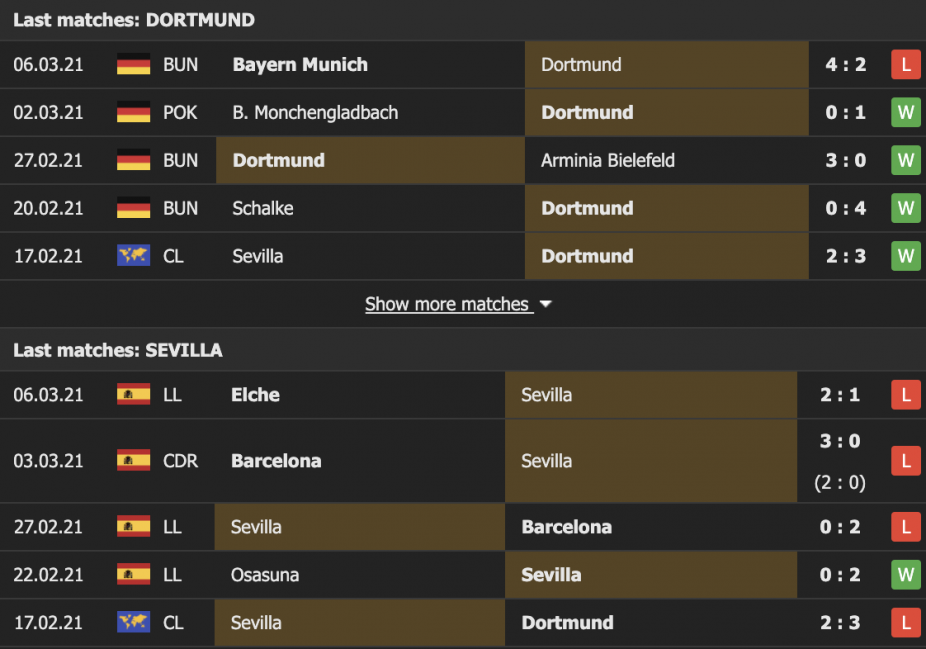 Last matches: DORTMUND
06.03.21 BUN Bayern Munich Dortmund 4 : 2 L
02.03.21 POK B. Monchengladbach Dortmund 0 : 1 W
27.02.21 BUN Dortmund Arminia Bielefeld 3 : 0 W
20.02.21 BUN Schalke Dortmund 0 : 4 W
17.02.21 CL Sevilla Dortmund 2 : 3 W
Show more matches
Last matches: SEVILLA
06.03.21 LL Elche Sevilla 2 : 1 L
03.03.21 CDR Barcelona Sevilla 3 : 0 L
(2 : 0)
27.02.21 LL Sevilla Barcelona 0 : 2 L
22.02.21 LL Osasuna Sevilla 0 : 2 W
17.02.21 CL Sevilla Dortmund 2 : 3 L